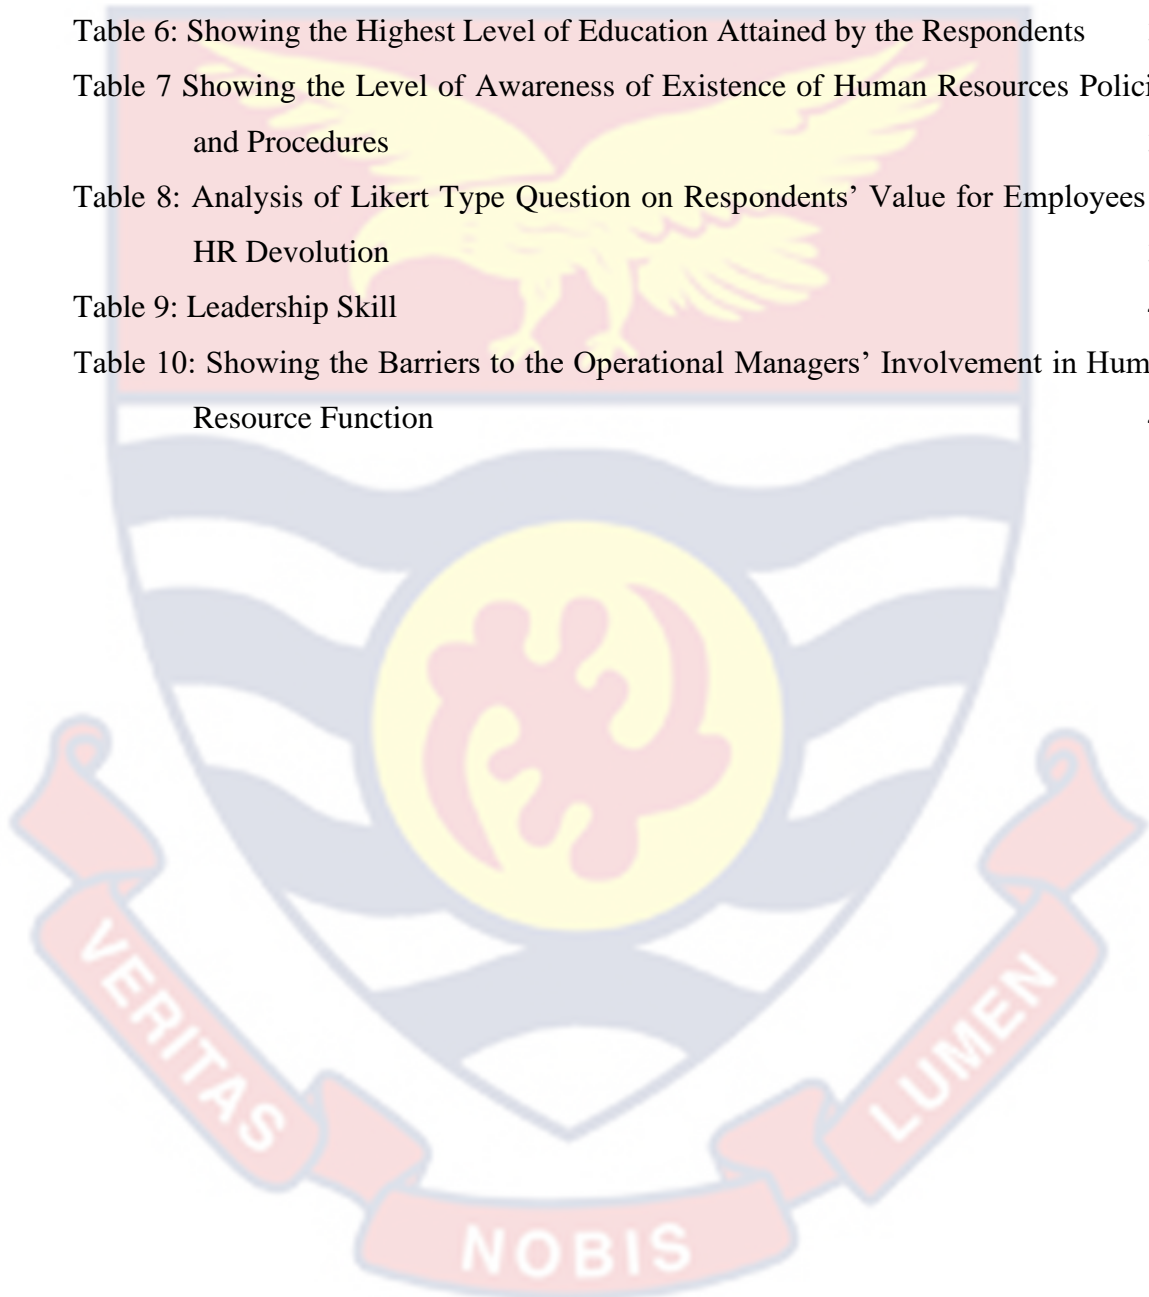 Table 6: Showing the Highest Level of Education Attained by the Respondents
Table 7 Showing the Level of Awareness of Existence of Human Resources Polici
and Procedures
Table 8: Analysis of Likert Type Question on Respondents’ Value for Employees
HR Devolution
Table 9: Leadership Skill
Table 10: Showing the Barriers to the Operational Managers’ Involvement in Hum
Resource Function
VERITAS
NOBIS
LUMEN